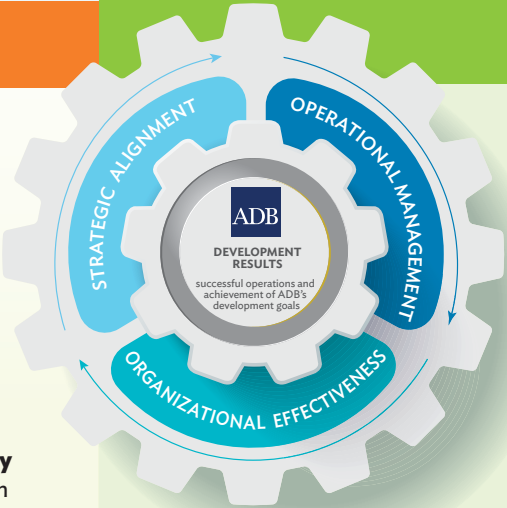 STRATEGIC ALIGNMENT
OPERATIONAL MANAGEMENT
ADB
DEVELOPMENT
RESULTS
successful operations and
achievement of ADB's
development goals
ORGANIZATIONAL EFFECTIVENESS